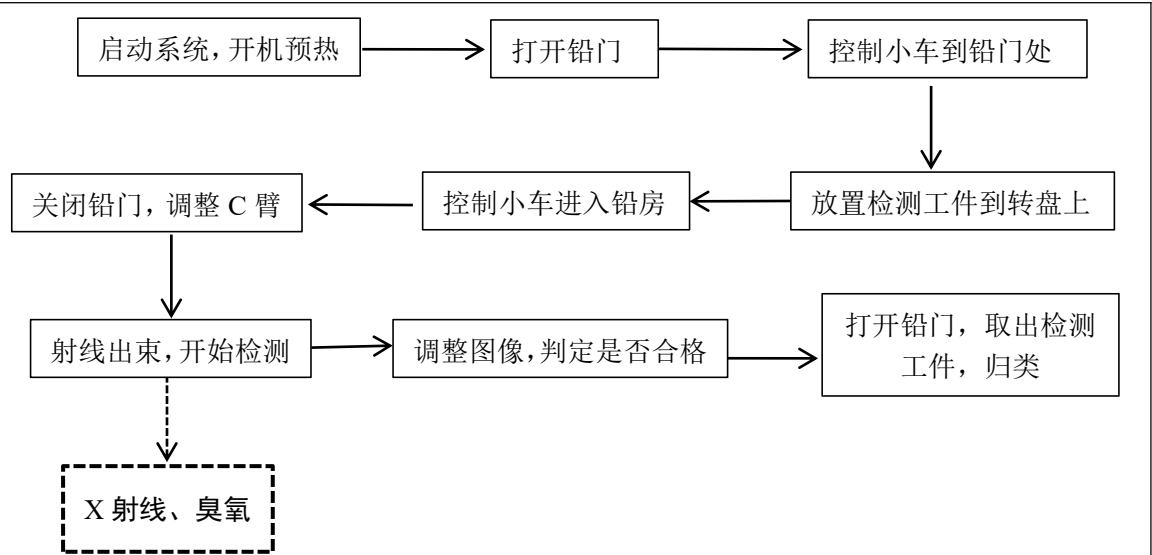 启动系统,开机预热
打开铅门
控制小车到铅门处
放置检测工件到转盘上
控制小车进入铅房
关闭铅门，调整 C 臂
射线出束,开始检测
调整图像,判定是否合格
打开铅门，取出检测
工件，归类
X 射线、臭氧